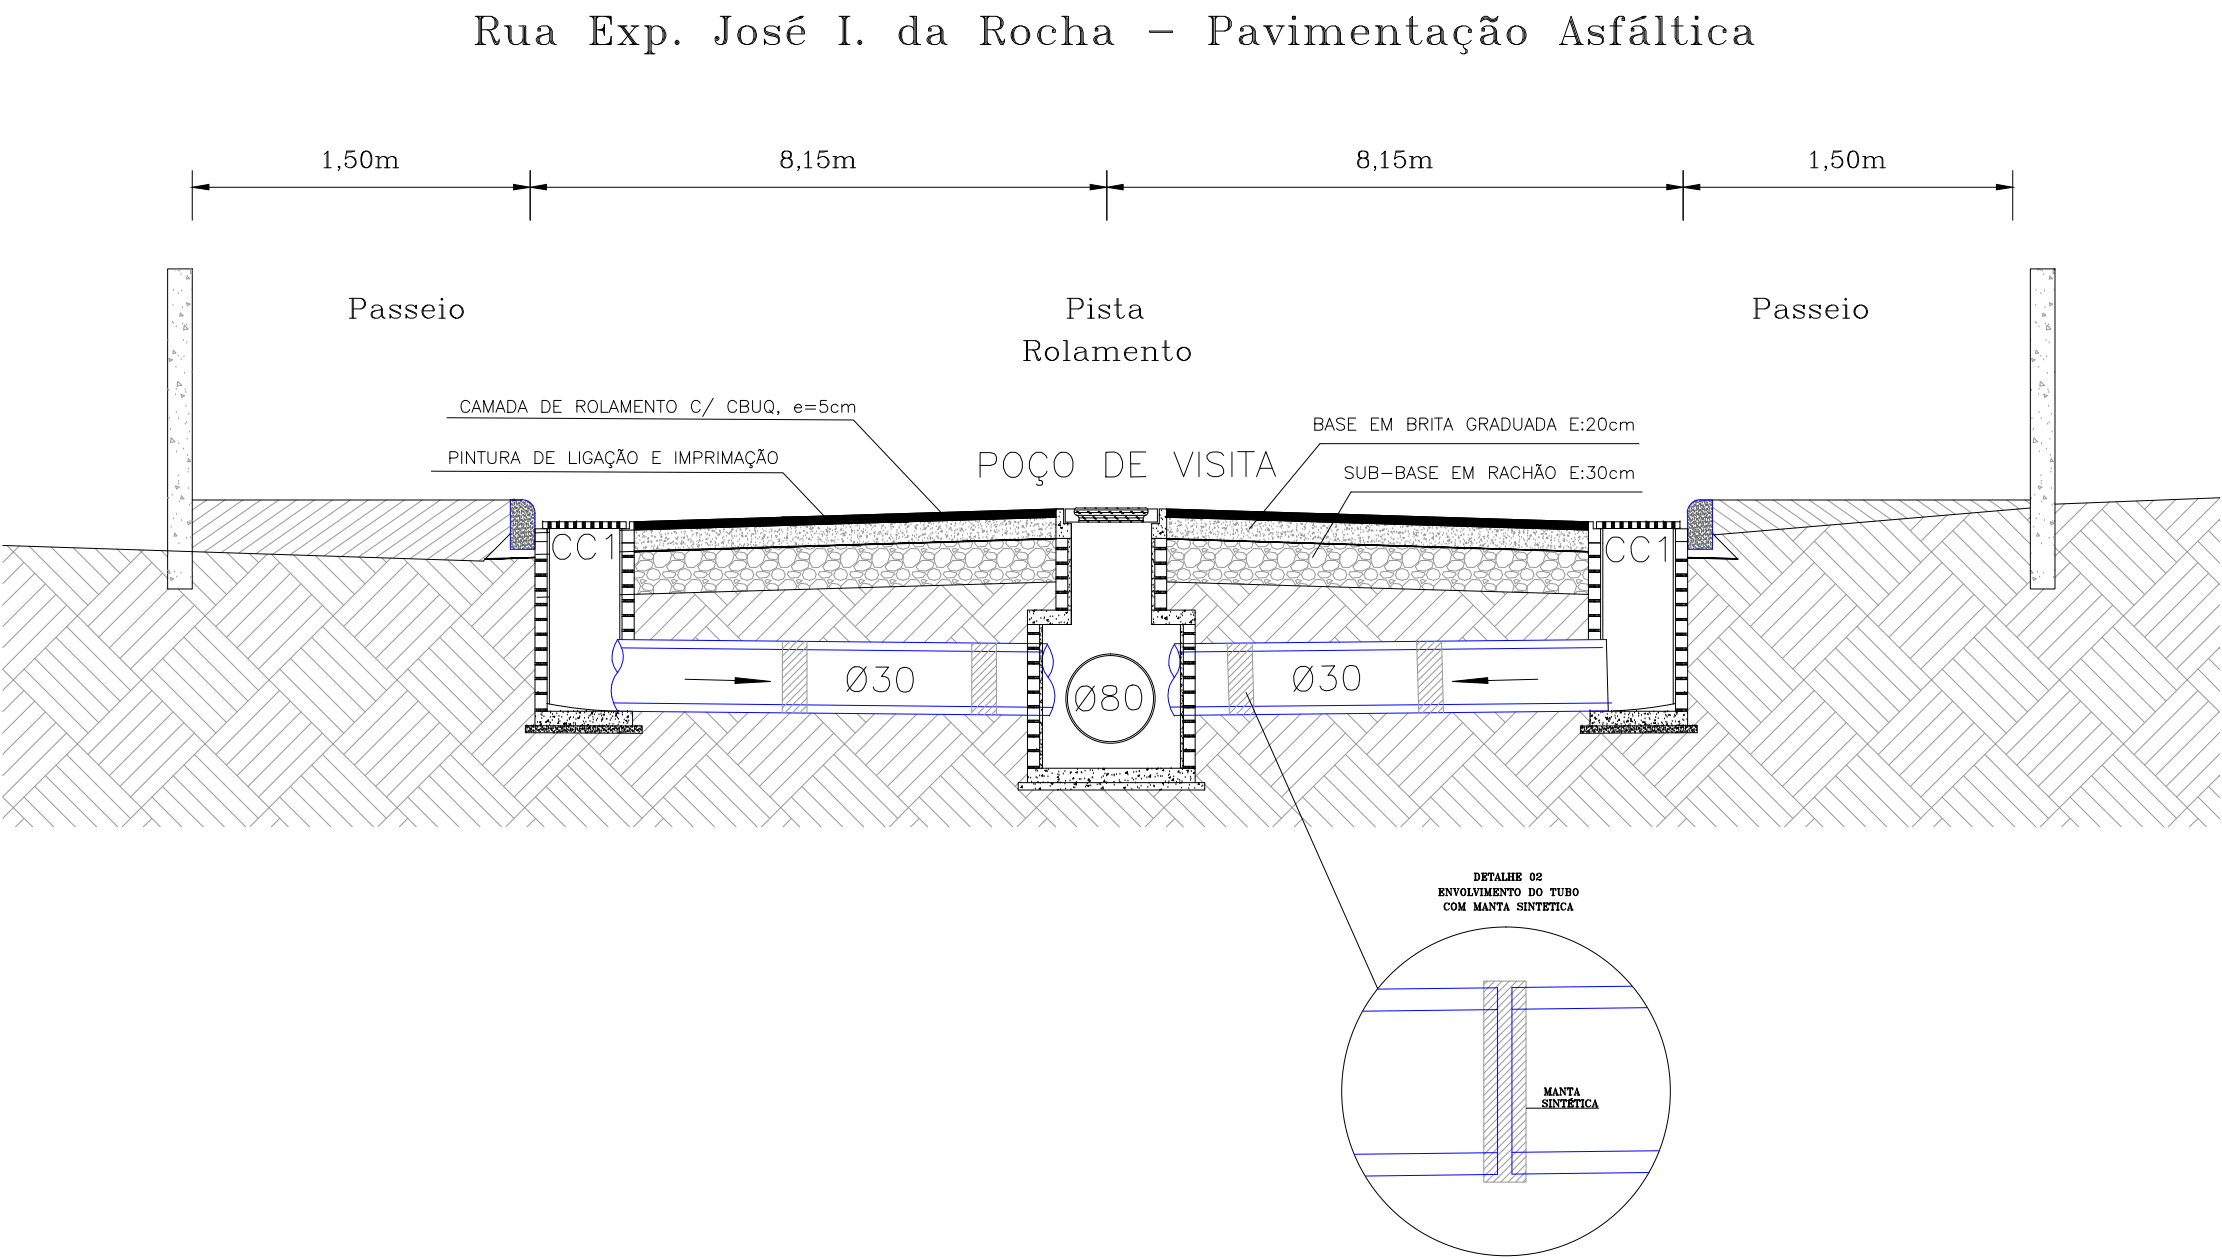 Rua Exp. José I. da Rocha - Pavimentação Asfáltica
1,50m 8,15m 8,15m 1,50m
Passeio Pista Passeio
Rolamento
CAMADA DE ROLAMENTO C/ CBUQ, e=5cm
BASE EM BRITA GRADUADA E:20cm
PINTURA DE LIGAÇÃO E IMPRIMAÇÃO
POÇO DE VISITA
SUB-BASE EM RACHÃO E:30cm
CC1 CC1
Ø30 Ø80 Ø30
DETALHE 02
ENVOLVIMENTO DO TUBO
COM MANTA SINTETICA
MANTA
SINTÉTICA